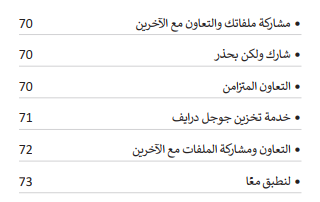 • مشاركة ملفاتك والتعاون مع الآخرين 70
• شارك ولكن بحذر 70
• التعاون المتزامن 70
• خدمة تخزين جوجل درايف 71
• التعاون ومشاركة الملفات مع الآخرين 72
• لنطبق معًا 73